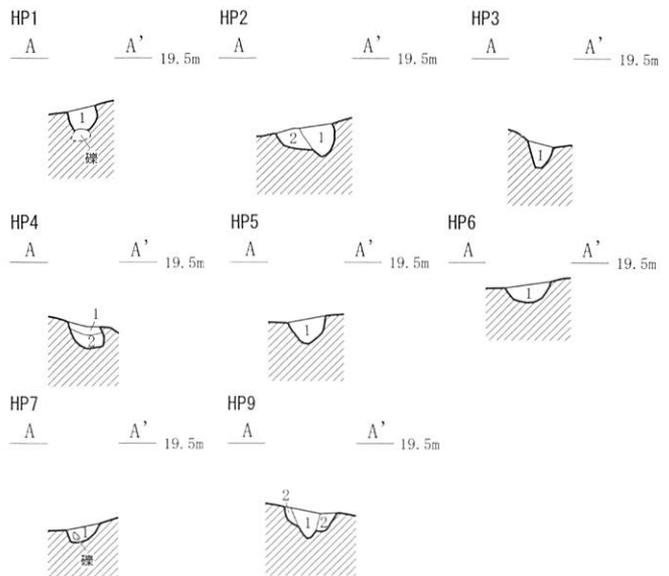 HP1
A A’ 19.5m
1
礫
HP2
A A’ 19.5m
2 1
HP3
A A’ 19.5m
1
HP4
A A’ 19.5m
1
2
HP5
A A’ 19.5m
1
HP6
A A’ 19.5m
1
HP7
A A’ 19.5m
1
礫
HP9
A A’ 19.5m
2
1 2